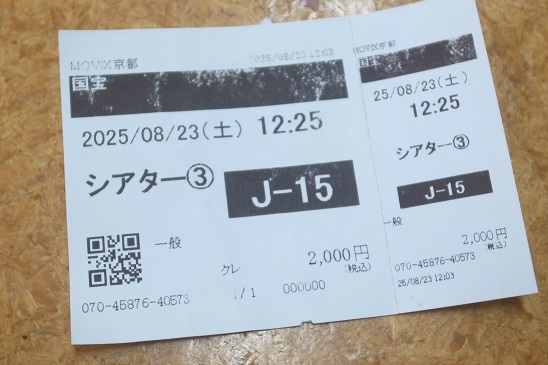 MOVIX京都 2025/08/23 12:03
国宝
2025/08/23(土) 12:25
シアター③ J-15
一般
クレ 2,000円
(税込)
070-45876-40573 1/1 000000
MOVIX京都
国宝
25/08/23(土)
12:25
シアター③
J-15
一般
2,000円
(税込)
070-45876-40573
25/08/23 12:03